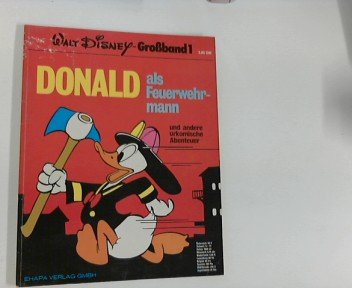 WALT DISNEY Großband 1
DONALD als
Feuerwehr-
mann
und andere
urkomische
Abenteuer
EHAPA VERLAG GMBH